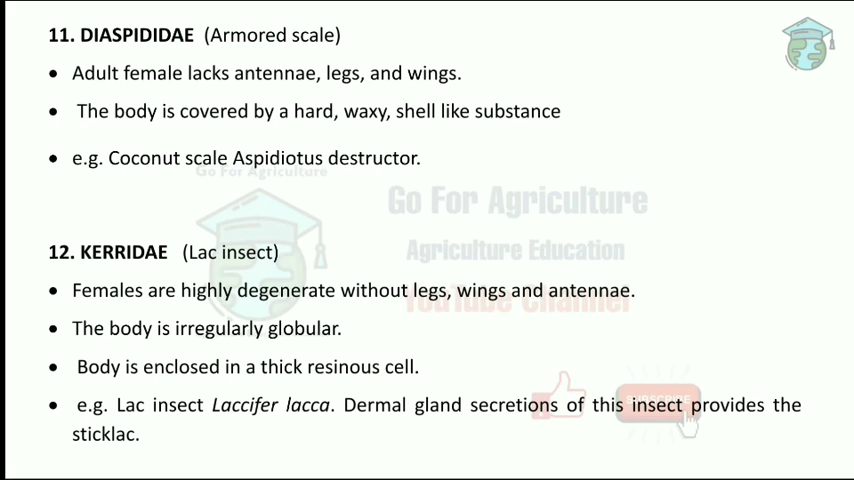 11. DIASPIDIDAE (Armored scale)
• Adult female lacks antennae, legs, and wings.
• The body is covered by a hard, waxy, shell like substance
• e.g. Coconut scale Aspidiotus destructor.
Go For Agriculture
Go For Agriculture
Agriculture Education
YouTube Channel
12. KERRIDAE (Lac insect)
• Females are highly degenerate without legs, wings and antennae.
• The body is irregularly globular.
• Body is enclosed in a thick resinous cell.
• e.g. Lac insect Laccifer lacca. Dermal gland secretions of this insect provides the
sticklac.
SUBSCRIBE